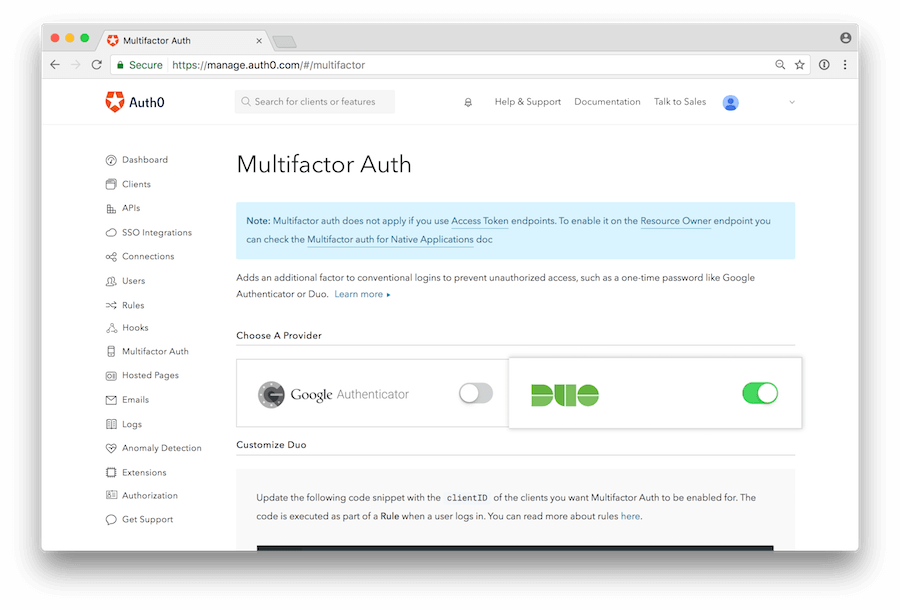 Multifactor Auth
Secure https://manage.auth0.com/#/multifactor
Auth0 Search for clients or features Help & Support Documentation Talk to Sales
Dashboard
Clients
APIs
SSO Integrations
Connections
Users
Rules
Hooks
Multifactor Auth
Hosted Pages
Emails
Logs
Anomaly Detection
Extensions
Authorization
Get Support
Multifactor Auth
Note: Multifactor auth does not apply if you use Access Token endpoints. To enable it on the Resource Owner endpoint you
can check the Multifactor auth for Native Applications doc
Adds an additional factor to conventional logins to prevent unauthorized access, such as a one-time password like Google
Authenticator or Duo. Learn more ▸
Choose A Provider
Google Authenticator DUO
Customize Duo
Update the following code snippet with the clientID of the clients you want Multifactor Auth to be enabled for. The
code is executed as part of a Rule when a user logs in. You can read more about rules here.